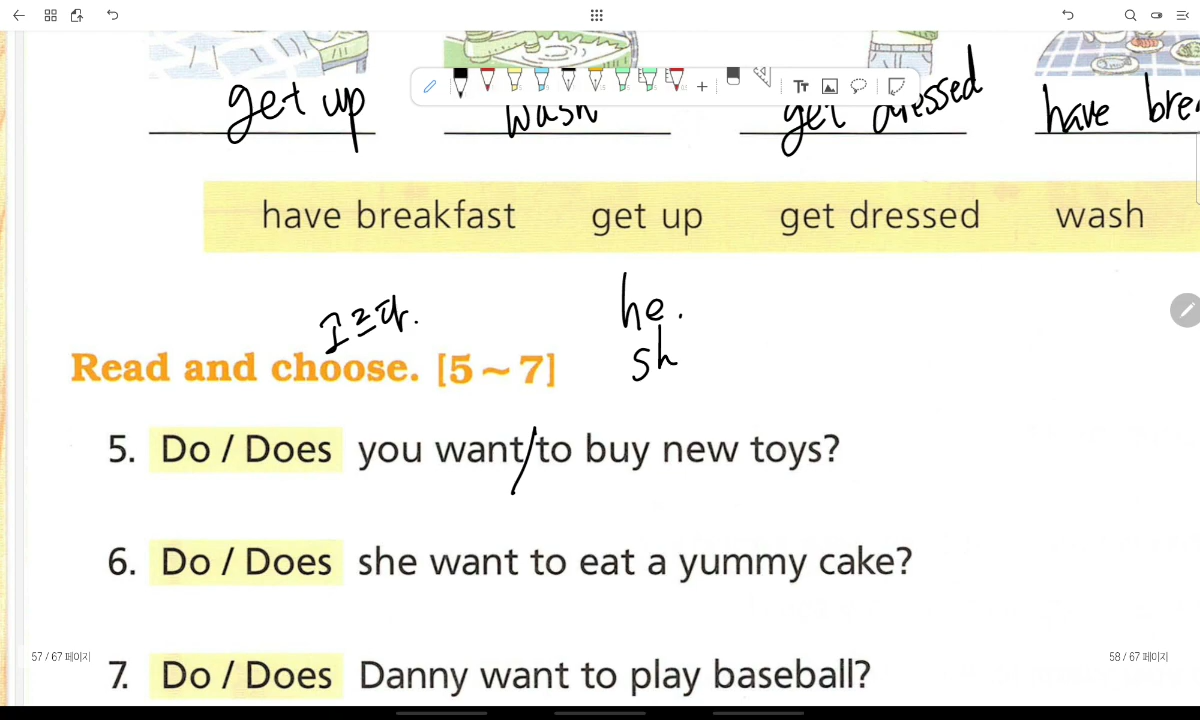 get up wash get dressed have brea
have breakfast get up get dressed wash
고르다. he.
sh
Read and choose. [5~7]
5. Do / Does you want/to buy new toys?
6. Do / Does she want to eat a yummy cake?
57 / 67 페이지 58 / 67 페이지
7. Do / Does Danny want to play baseball?